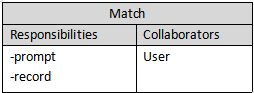 Match
Responsibilities Collaborators
-prompt User
-record